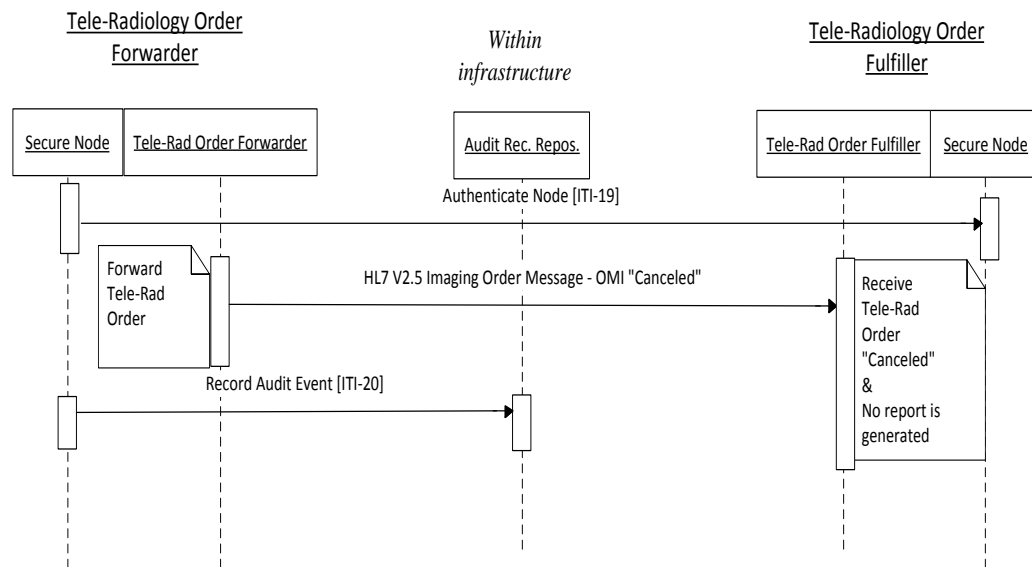 Tele-Radiology Order
Forwarder
Within
infrastructure
Tele-Radiology Order
Fulfiller
Secure Node
Tele-Rad Order Forwarder
Audit Rec. Repos.
Tele-Rad Order Fulfiller
Secure Node
Authenticate Node [ITI-19]
Forward
Tele-Rad
Order
HL7 V2.5 Imaging Order Message - OMI "Canceled"
Receive
Tele-Rad
Order
"Canceled"
&
No report is
generated
Record Audit Event [ITI-20]